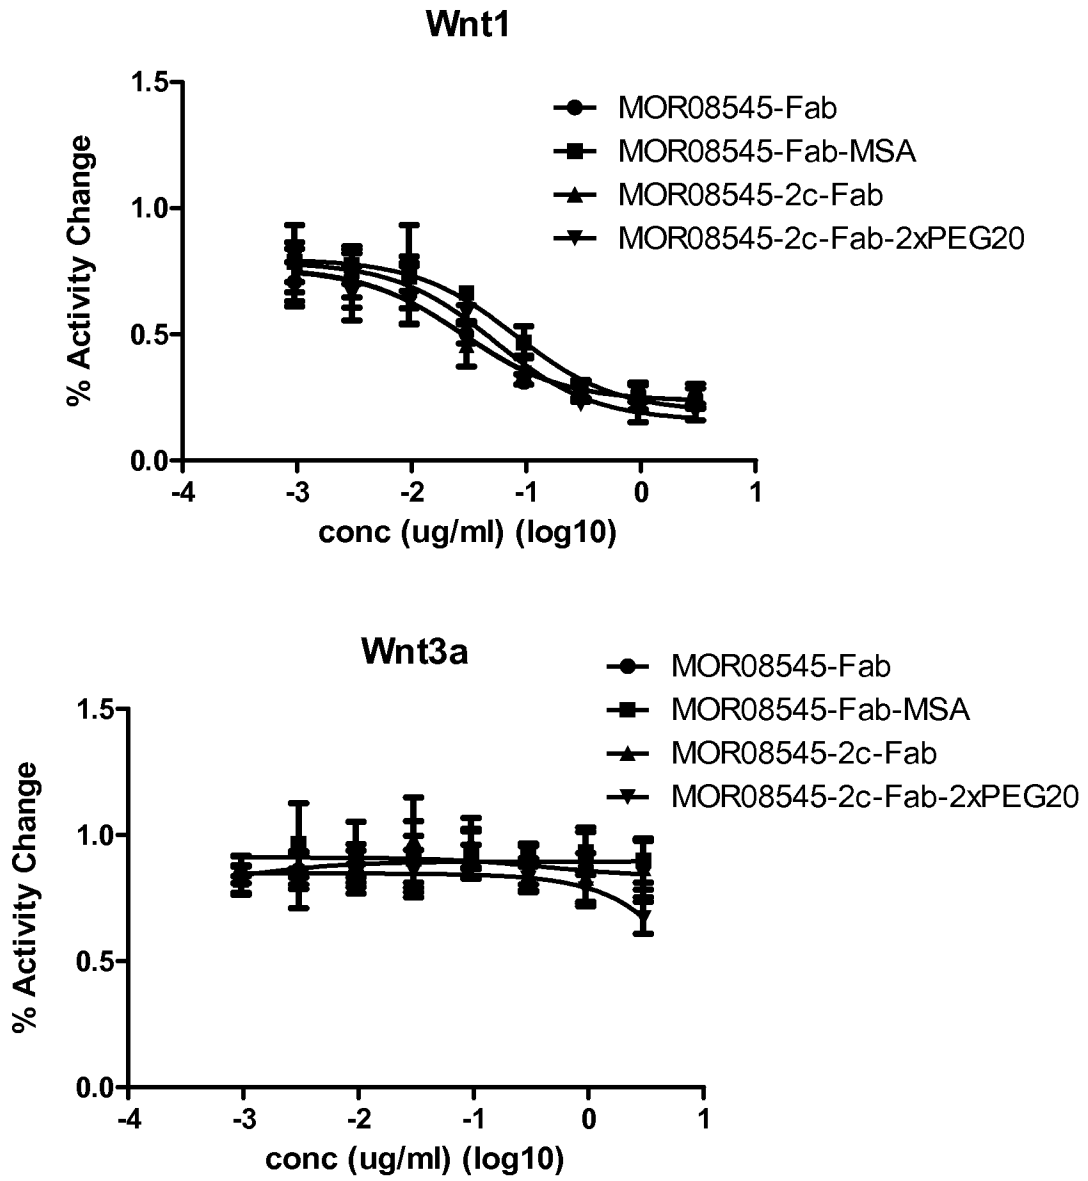 Wnt1
1.5
MOR08545-Fab
MOR08545-Fab-MSA
1.0
MOR08545-2c-Fab
MOR08545-2c-Fab-2xPEG20
% Activity Change
0.5
0.0
-4 -3 -2 -1 0 1
conc (ug/ml) (log10)
Wnt3a
MOR08545-Fab
1.5
MOR08545-Fab-MSA
MOR08545-2c-Fab
MOR08545-2c-Fab-2xPEG20
1.0
% Activity Change
0.5
0.0
-4 -3 -2 -1 0 1
conc (ug/ml) (log10)